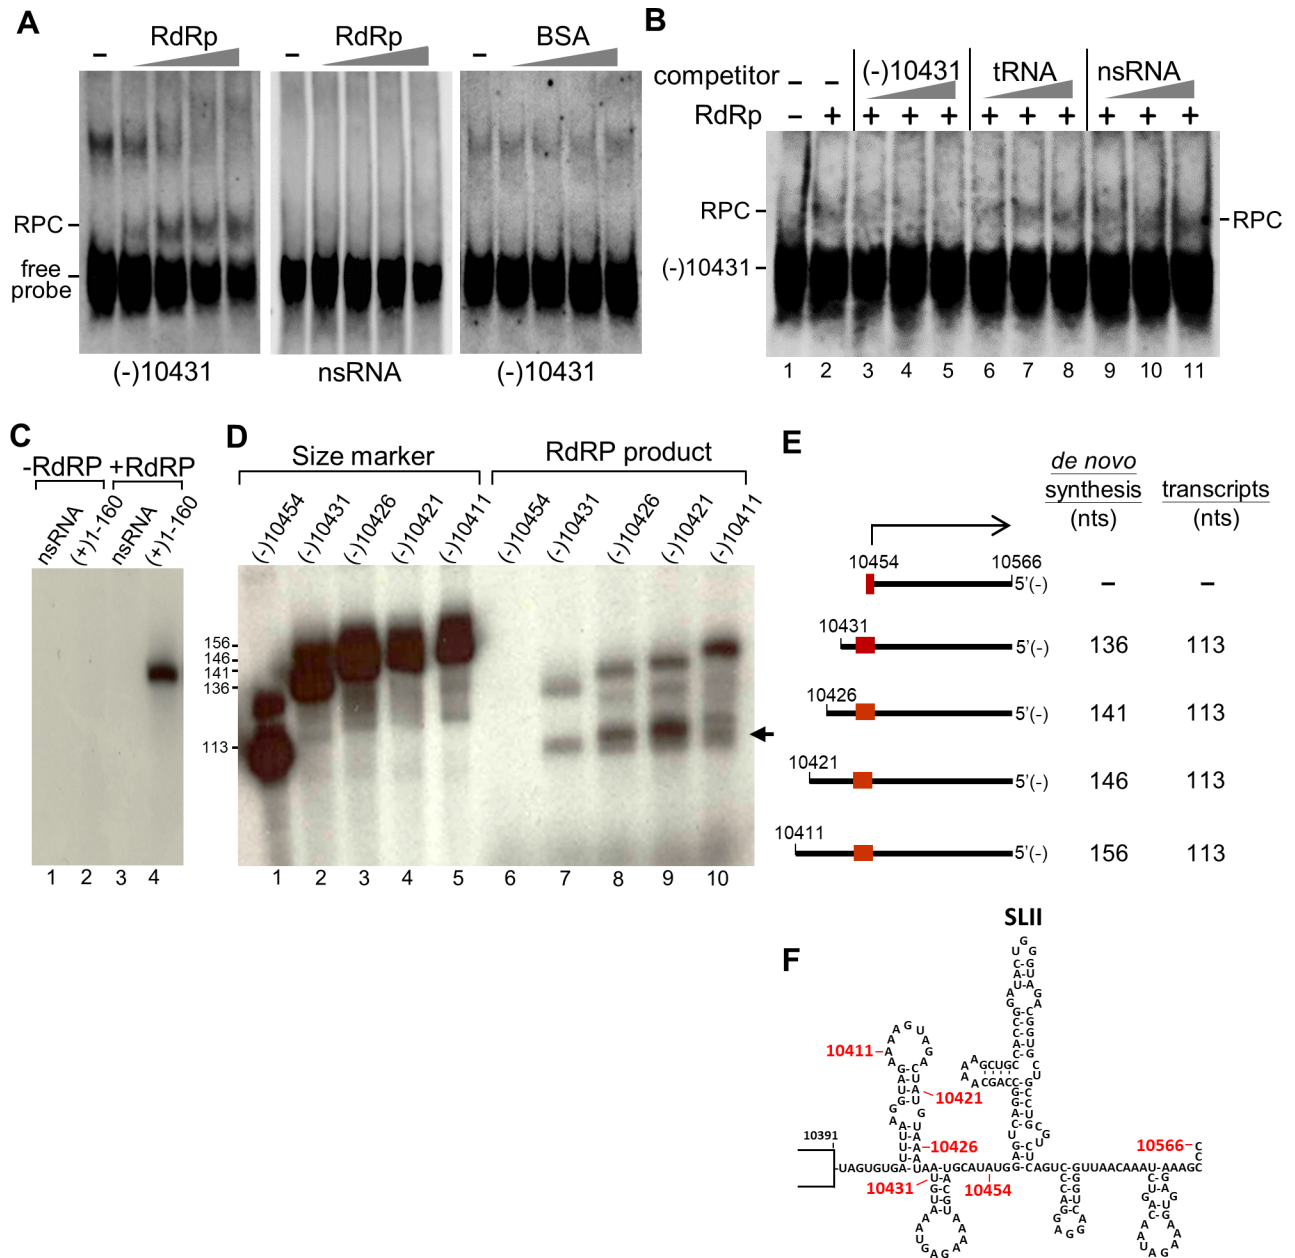 A
RdRp
RdRp
BSA
–
–
–
RPC
free
probe
(-)10431
nsRNA
(-)10431
B
competitor – – (-)10431 tRNA nsRNA
RdRp – + + + + + + + + + +
RPC
RPC
(-)10431
1 2 3 4 5 6 7 8 9 10 11
C
-RdRP +RdRP
nsRNA
(+)1-160
nsRNA
(+)1-160
1 2 3 4
D
Size marker
RdRP product
(-)10454
(-)10431
(-)10426
(-)10421
(-)10411
(-)10454
(-)10431
(-)10426
(-)10421
(-)10411
156
146
141
136
113
1 2 3 4 5 6 7 8 9 10
E
de novo
synthesis
(nts)
transcripts
(nts)
10454 10566
5'(-) – –
10431
5'(-) 136 113
10426
5'(-) 141 113
10421
5'(-) 146 113
10411
5'(-) 156 113
F
SLII
10411
10421
10391
10426
10566
10431
10454
UAGUGUGA